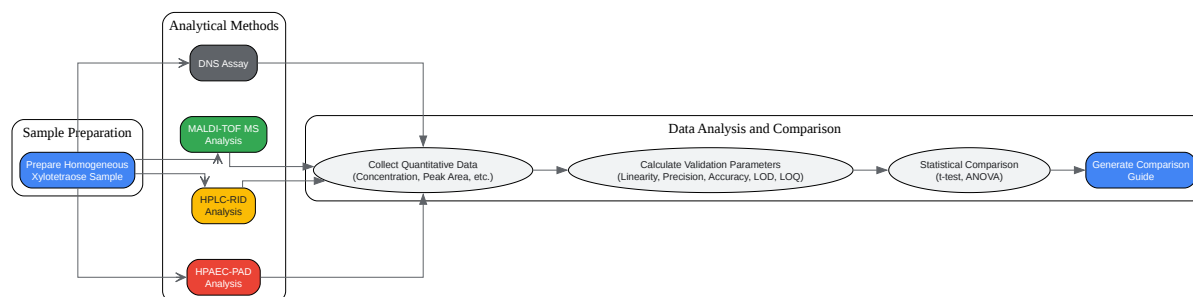 Analytical Methods
DNS Assay
Sample Preparation
Prepare Homogeneous
Xylotetraose Sample
MALDI-TOF MS
Analysis
HPLC-RID
Analysis
HPAEC-PAD
Analysis
Data Analysis and Comparison
Collect Quantitative Data
(Concentration, Peak Area, etc.)
Calculate Validation Parameters
(Linearity, Precision, Accuracy, LOD, LOQ)
Statistical Comparison
(t-test, ANOVA)
Generate Comparison
Guide